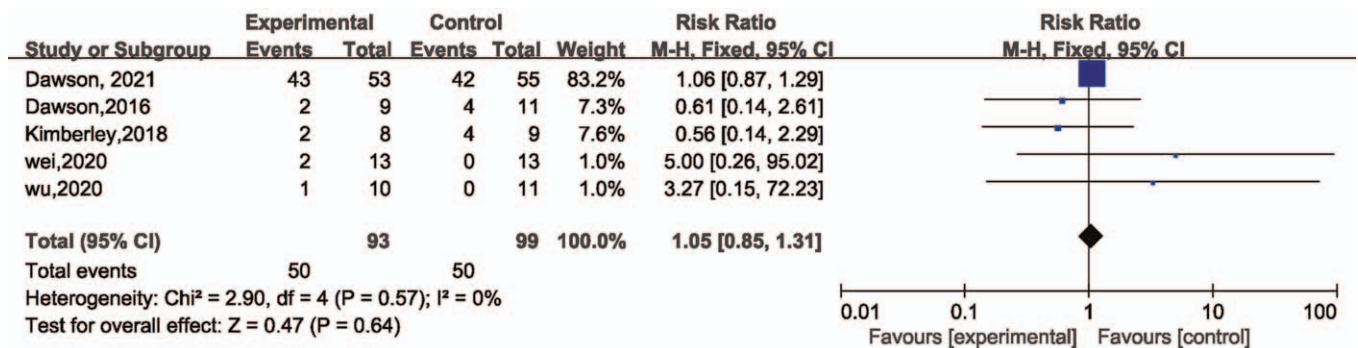 Experimental Control Risk Ratio Risk Ratio
Study or Subgroup Events Total Events Total Weight M-H, Fixed, 95% CI M-H, Fixed, 95% CI
Dawson, 2021 43 53 42 55 83.2% 1.06 [0.87, 1.29]
Dawson,2016 2 9 4 11 7.3% 0.61 [0.14, 2.61]
Kimberley,2018 2 8 4 9 7.6% 0.56 [0.14, 2.29]
wei,2020 2 13 0 13 1.0% 5.00 [0.26, 95.02]
wu,2020 1 10 0 11 1.0% 3.27 [0.15, 72.23]
Total (95% CI) 93 99 100.0% 1.05 [0.85, 1.31]
Total events 50 50
Heterogeneity: Chi² = 2.90, df = 4 (P = 0.57); I² = 0%
Test for overall effect: Z = 0.47 (P = 0.64)
0.01 0.1 1 10 100
Favours [experimental] Favours [control]